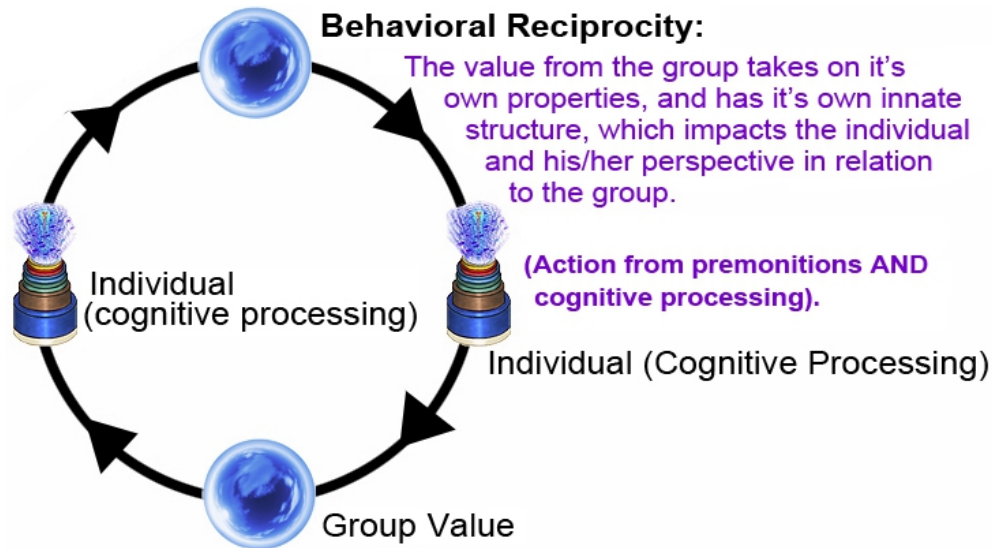 Behavioral Reciprocity:
The value from the group takes on it's
own properties, and has it's own innate
structure, which impacts the individual
and his/her perspective in relation
to the group.
(Action from premonitions AND
cognitive processing).
Individual
(cognitive processing)
Individual (Cognitive Processing)
Group Value